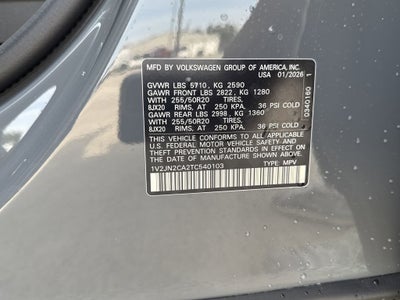 MFD BY VOLKSWAGEN GROUP OF AMERICA, INC.
USA 01/2026
GVWR LBS 5710, KG 2590
GAWR FRONT LBS 2822, KG 1280
WITH 255/50R20 TIRES,
8JX20 RIMS, AT 250 KPA, 36 PSI COLD
GAWR REAR LBS 2998, KG 1360
WITH 255/50R20 TIRES,
8JX20 RIMS, AT 250 KPA, 36 PSI COLD
THIS VEHICLE CONFORMS TO ALL APPLICABLE
U.S. FEDERAL MOTOR VEHICLE SAFETY, BUMPER, AND
THEFT PREVENTION STANDARDS IN EFFECT ON THE
DATE OF MANUFACTURE SHOWN ABOVE.
1V2JN2CA2TC540103 TYPE: MPV